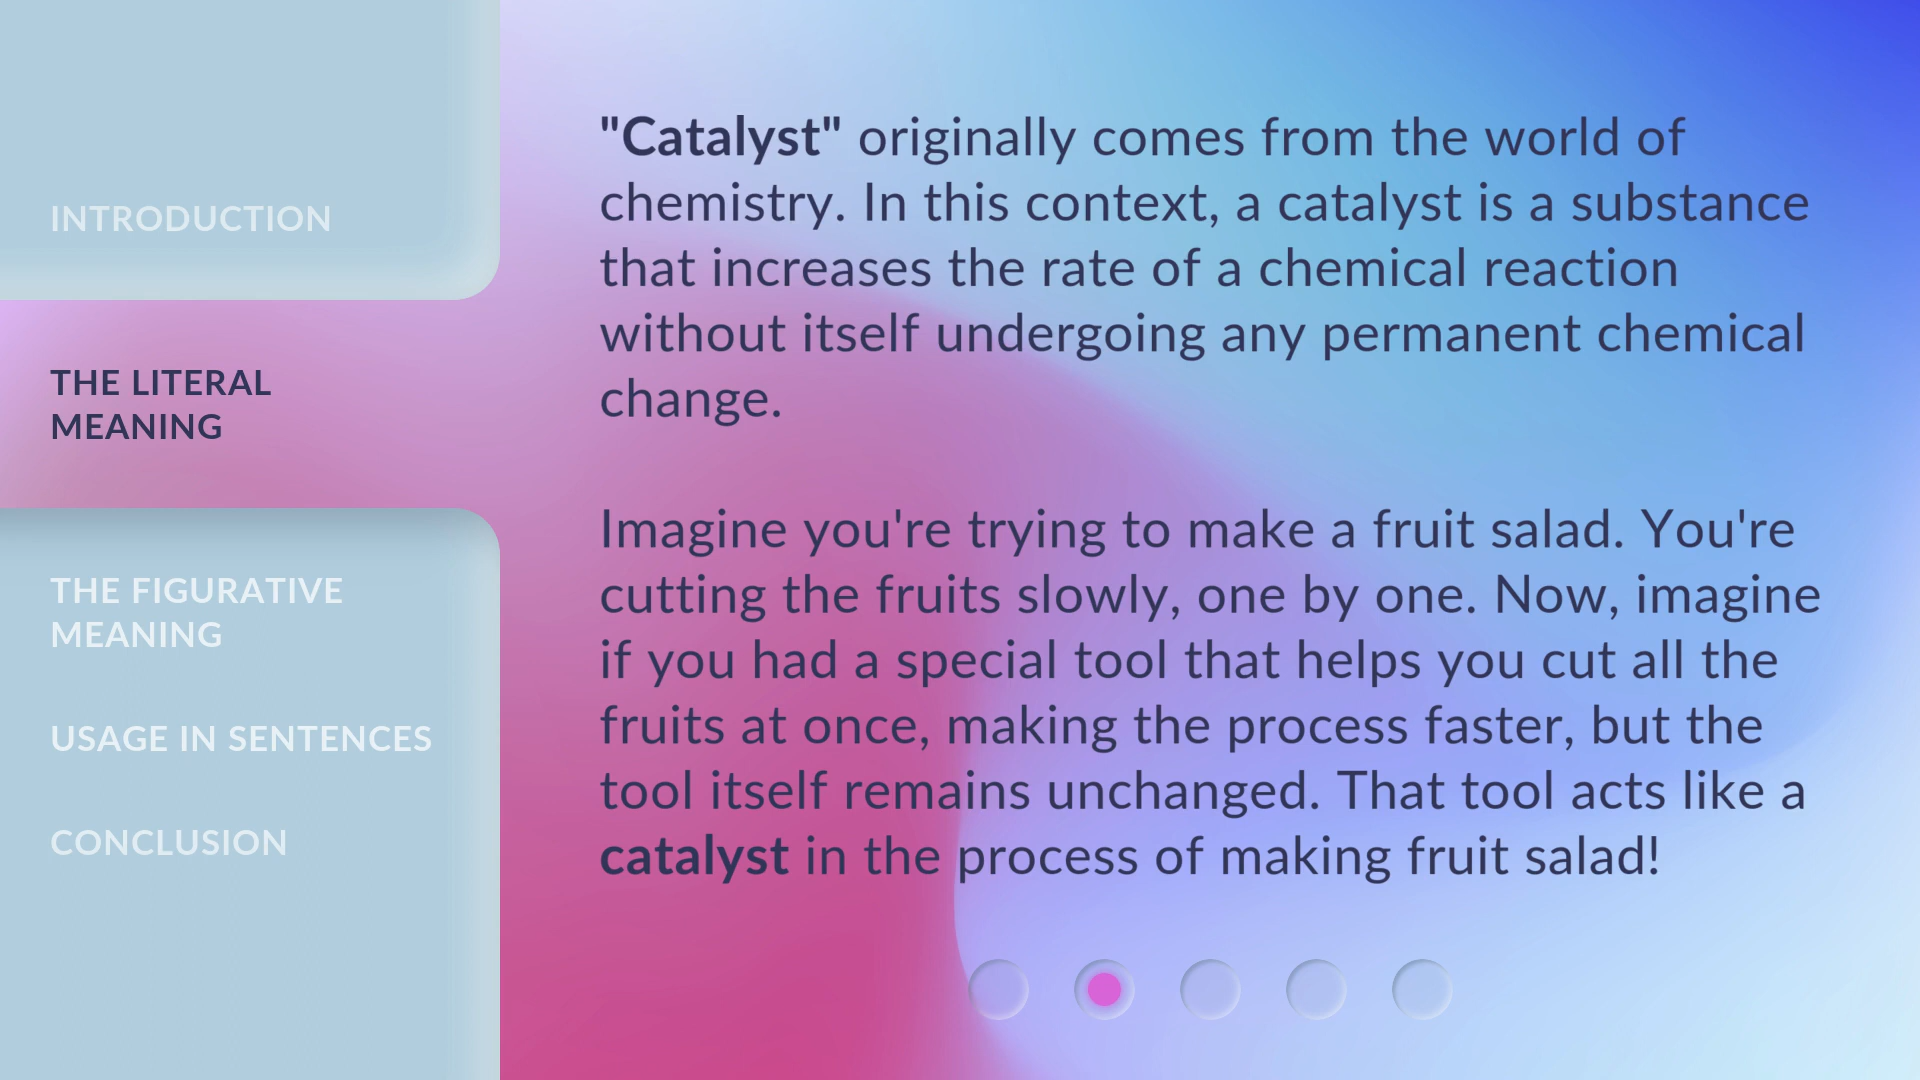 INTRODUCTION
THE LITERAL
MEANING
THE FIGURATIVE
MEANING
USAGE IN SENTENCES
CONCLUSION
"Catalyst" originally comes from the world of
chemistry. In this context, a catalyst is a substance
that increases the rate of a chemical reaction
without itself undergoing any permanent chemical
change.
Imagine you're trying to make a fruit salad. You're
cutting the fruits slowly, one by one. Now, imagine
if you had a special tool that helps you cut all the
fruits at once, making the process faster, but the
tool itself remains unchanged. That tool acts like a
catalyst in the process of making fruit salad!